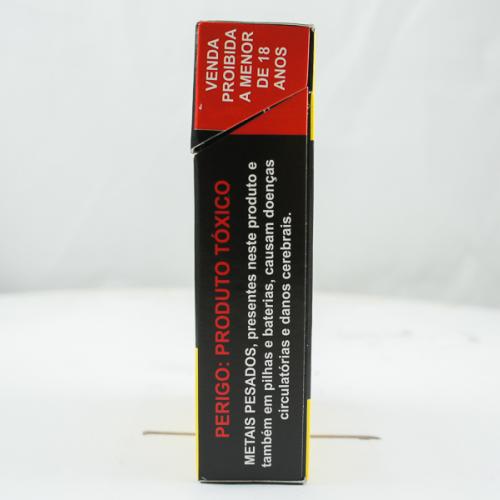 VENDA
PROIBIDA
A MENOR
DE 18
ANOS
PERIGO: PRODUTO TÓXICO
METAIS PESADOS, presentes neste produto e
também em pilhas e baterias, causam doenças
circulatórias e danos cerebrais.